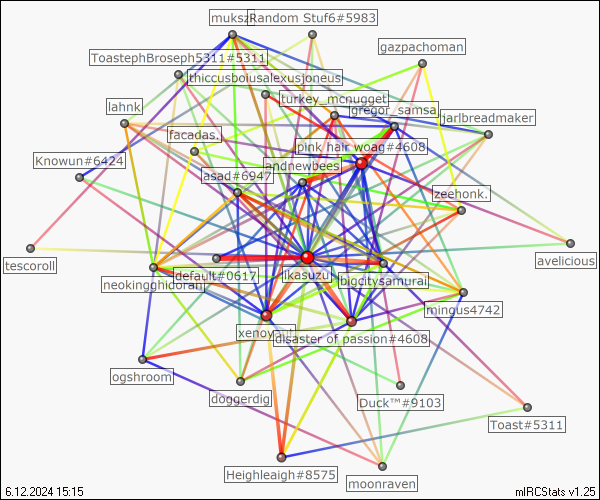 muksz
Random Stuf6#5983
gazpachoman
ToastephBroseph5311#5311
thiccusboiusalexusjoneus
turkey_mcnugget
lahnk
gregor_samsa
jarlbreadmaker
facadas.
pink hair woag#4608
Knowun#6424
andnewbees
asad#6947
zeehonk.
tescoroll
avelicious
default#0617
ikasuzu
bigcitysamurai
neokingghidorah
mingus4742
disaster of passion#4608
ogshroom
doggerdig
Duck™#9103
Toast#5311
Heighleaigh#8575
moonraven
6.12.2024 15:15
mIRCStats v1.25